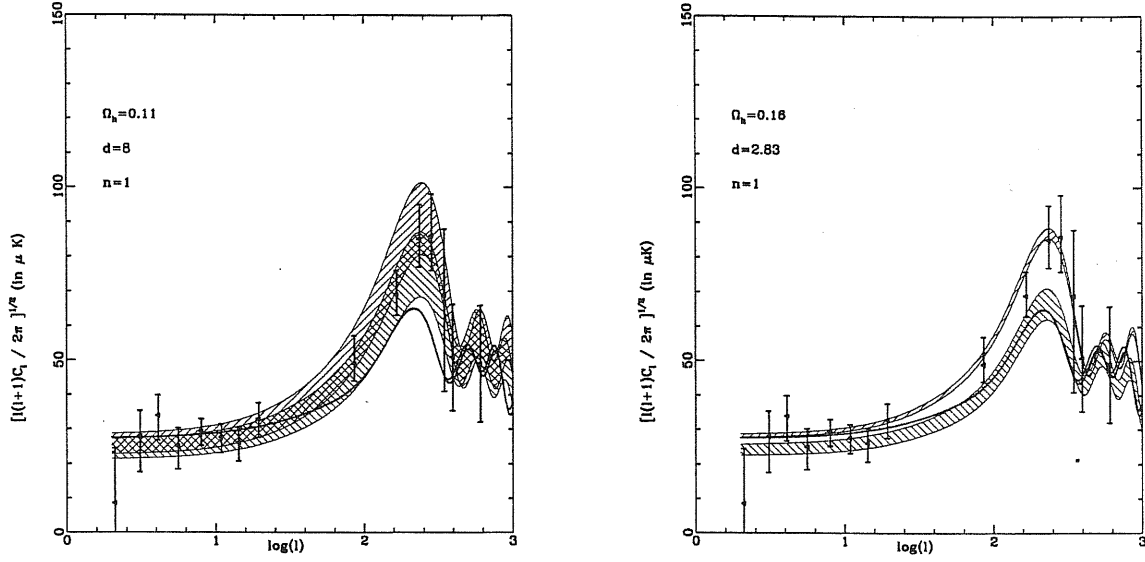 150
100
50
0
[l(l+1)C_l / 2π ]^1/2 (in μ K)
Ω_h=0.11
d=8
n=1
0
1
2
3
log(l)
150
100
50
0
[l(l+1)C_l / 2π ]^1/2 (in μK)
Ω_h=0.16
d=2.83
n=1
0
1
2
3
log(l)